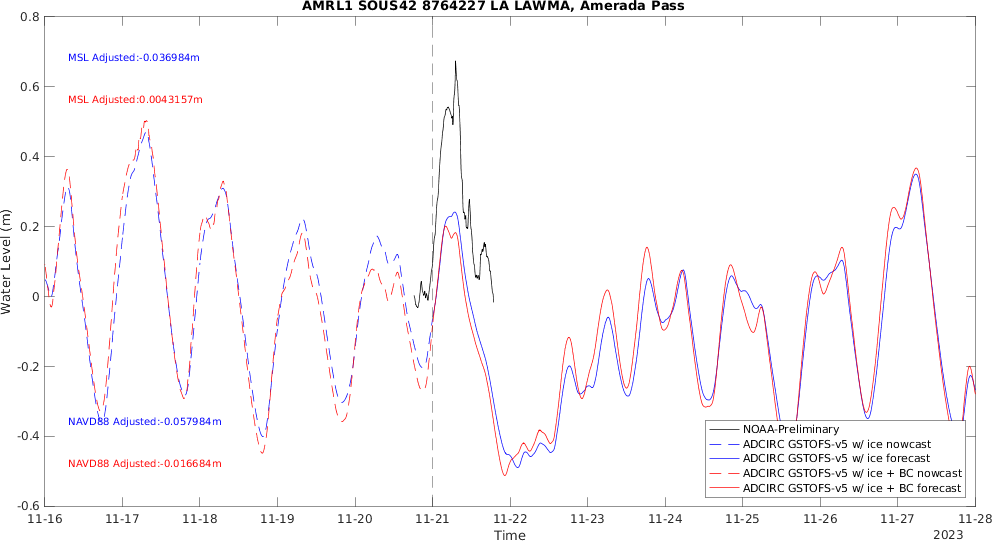 AMRL1 SOUS42 8764227 LA LAWMA, Amerada Pass
0.8
0.6
0.4
0.2
0
-0.2
-0.4
-0.6
Water Level (m)
MSL Adjusted:-0.036984m
MSL Adjusted:0.0043157m
NAVD88 Adjusted:-0.057984m
NAVD88 Adjusted:-0.016684m
NOAA-Preliminary
ADCIRC GSTOFS-v5 w/ ice nowcast
ADCIRC GSTOFS-v5 w/ ice forecast
ADCIRC GSTOFS-v5 w/ ice + BC nowcast
ADCIRC GSTOFS-v5 w/ ice + BC forecast
11-16 11-17 11-18 11-19 11-20 11-21 11-22 11-23 11-24 11-25 11-26 11-27 11-28
Time
2023